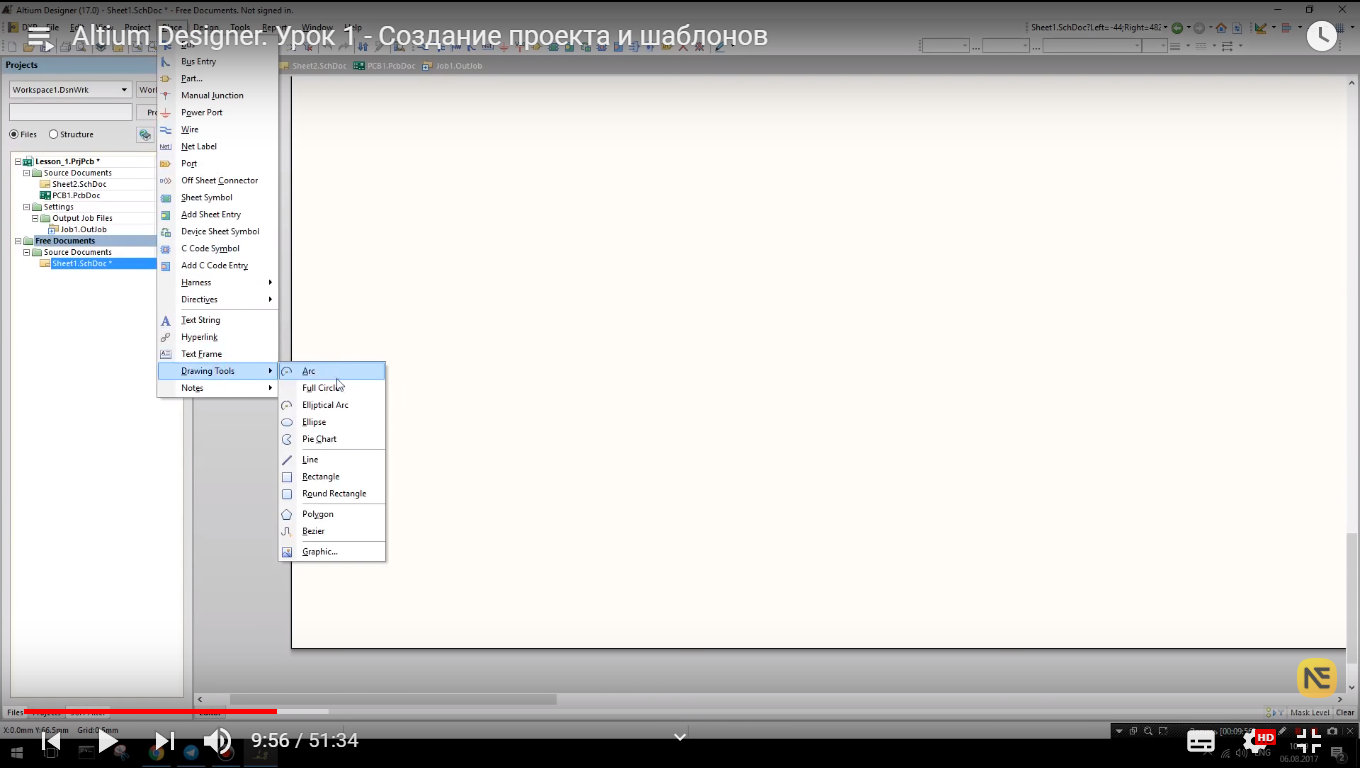 Altium Designer (17.0) - Sheet1.SchDoc - Free Documents. Not signed in.
Altium Designer. Урок 1 - Создание проекта и шаблонов
Sheet1.SchDoc?Left=-44;Right=482
Projects
Sheet2.SchDoc
PCB1.PcbDoc
Job1.OutJob
Workspace1.DsnWrk
Files
Structure
Lesson_1.PrjPcb *
Source Documents
Sheet2.SchDoc
PCB1.PcbDoc
Settings
Output Job Files
Job1.OutJob
Free Documents
Source Documents
Sheet1.SchDoc *
Bus Entry
Part...
Manual Junction
Power Port
Wire
Net Label
Port
Off Sheet Connector
Sheet Symbol
Add Sheet Entry
Device Sheet Symbol
C Code Symbol
Add C Code Entry
Harness
Directives
Text String
Hyperlink
Text Frame
Drawing Tools
Notes
Arc
Full Circle
Elliptical Arc
Ellipse
Pie Chart
Line
Rectangle
Round Rectangle
Polygon
Bezier
Graphic...
NE
Files
Mask Level
Clear
X:0.0mm Y:66.5mm Grid:0.5mm
9:56 / 51:34
HD
ENG
06.08.2017